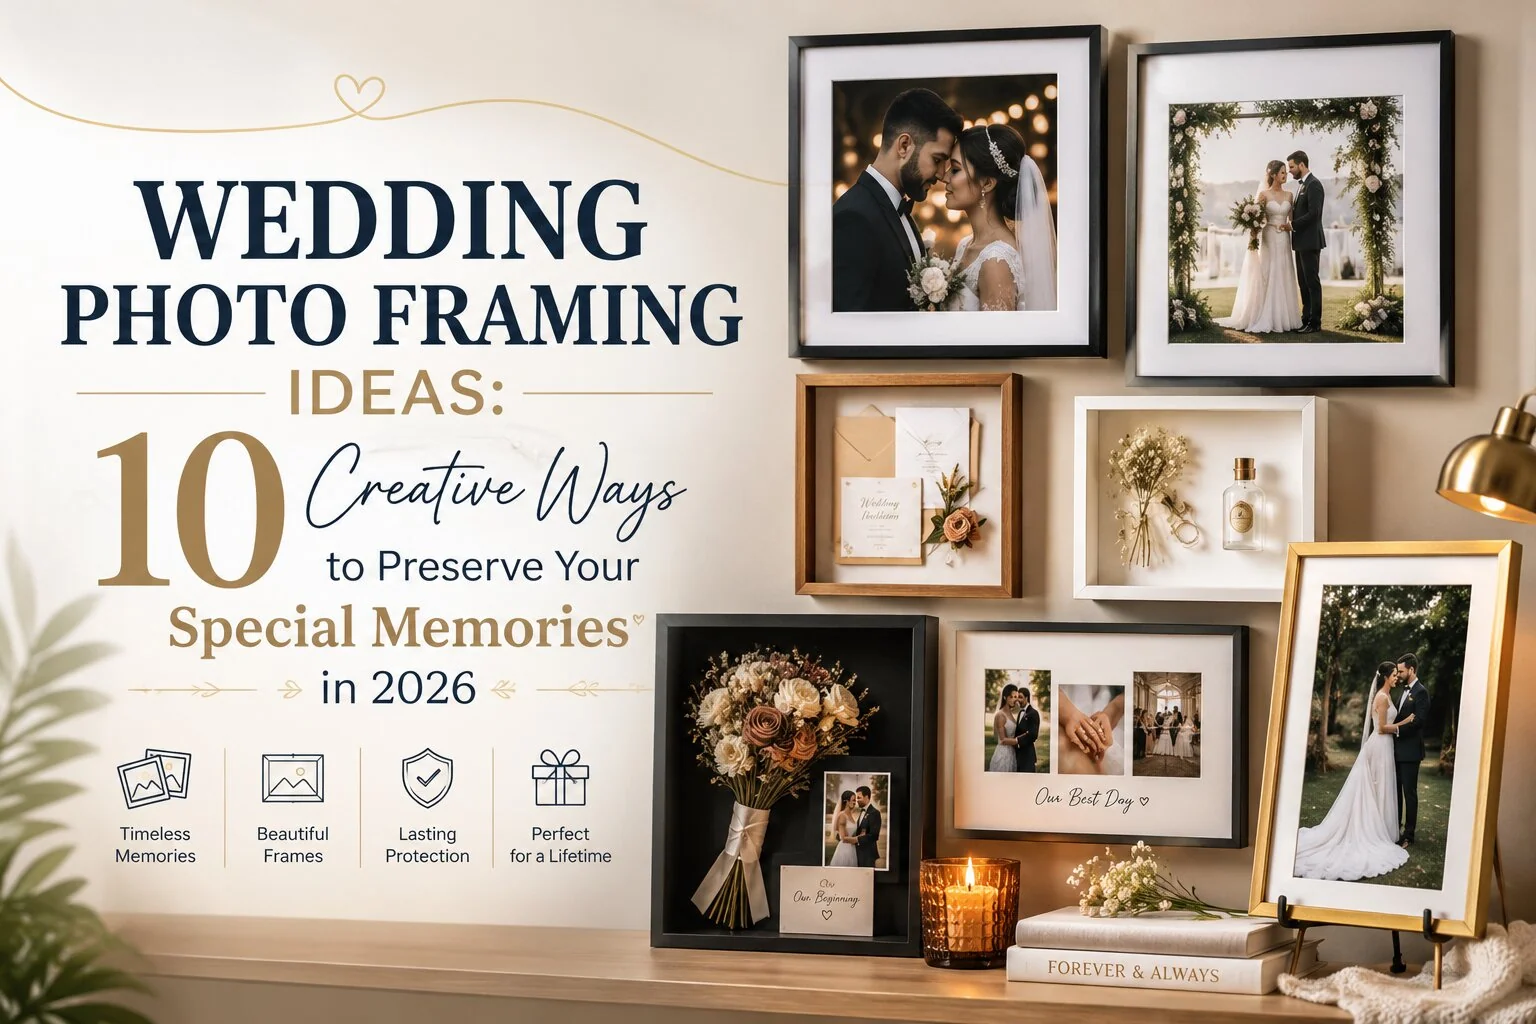 WEDDING
PHOTO FRAMING
IDEAS:
10 Creative Ways
to Preserve Your
Special Memories
in 2026
Timeless
Memories
Beautiful
Frames
Lasting
Protection
Perfect
for a Lifetime
Wedding
Our Beginning
Our Best Day
FOREVER & ALWAYS